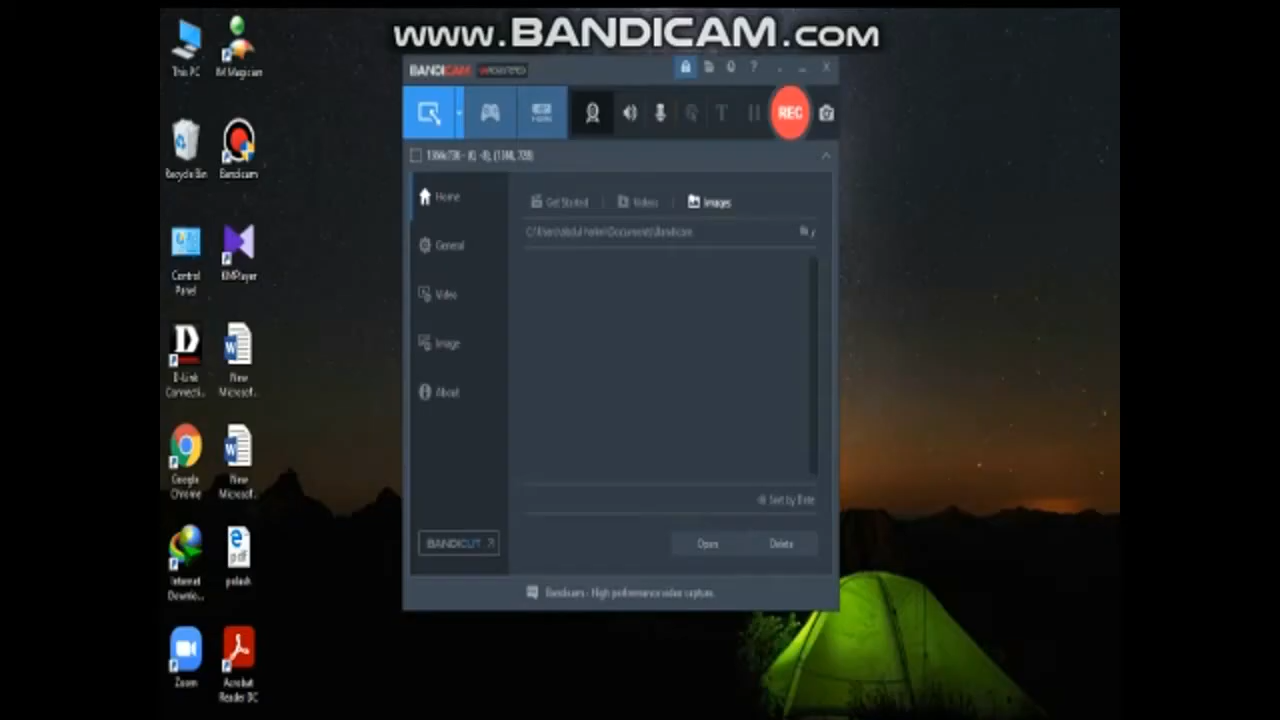 www.BANDICAM.com
This PC
IM Magician
Recycle Bin
Bandicam
Control Panel
KMPlayer
D-Link Connecti...
New Microsof...
Google Chrome
New Microsof...
Internet Downlo...
polash
Zoom
Acrobat Reader DC
BANDICAM UNREGISTERED
REC
Get Started
Videos
Images
Home
General
Video
Image
About
Sort by Date
BANDICUT
Open
Delete
Bandicam - High performance video capture.